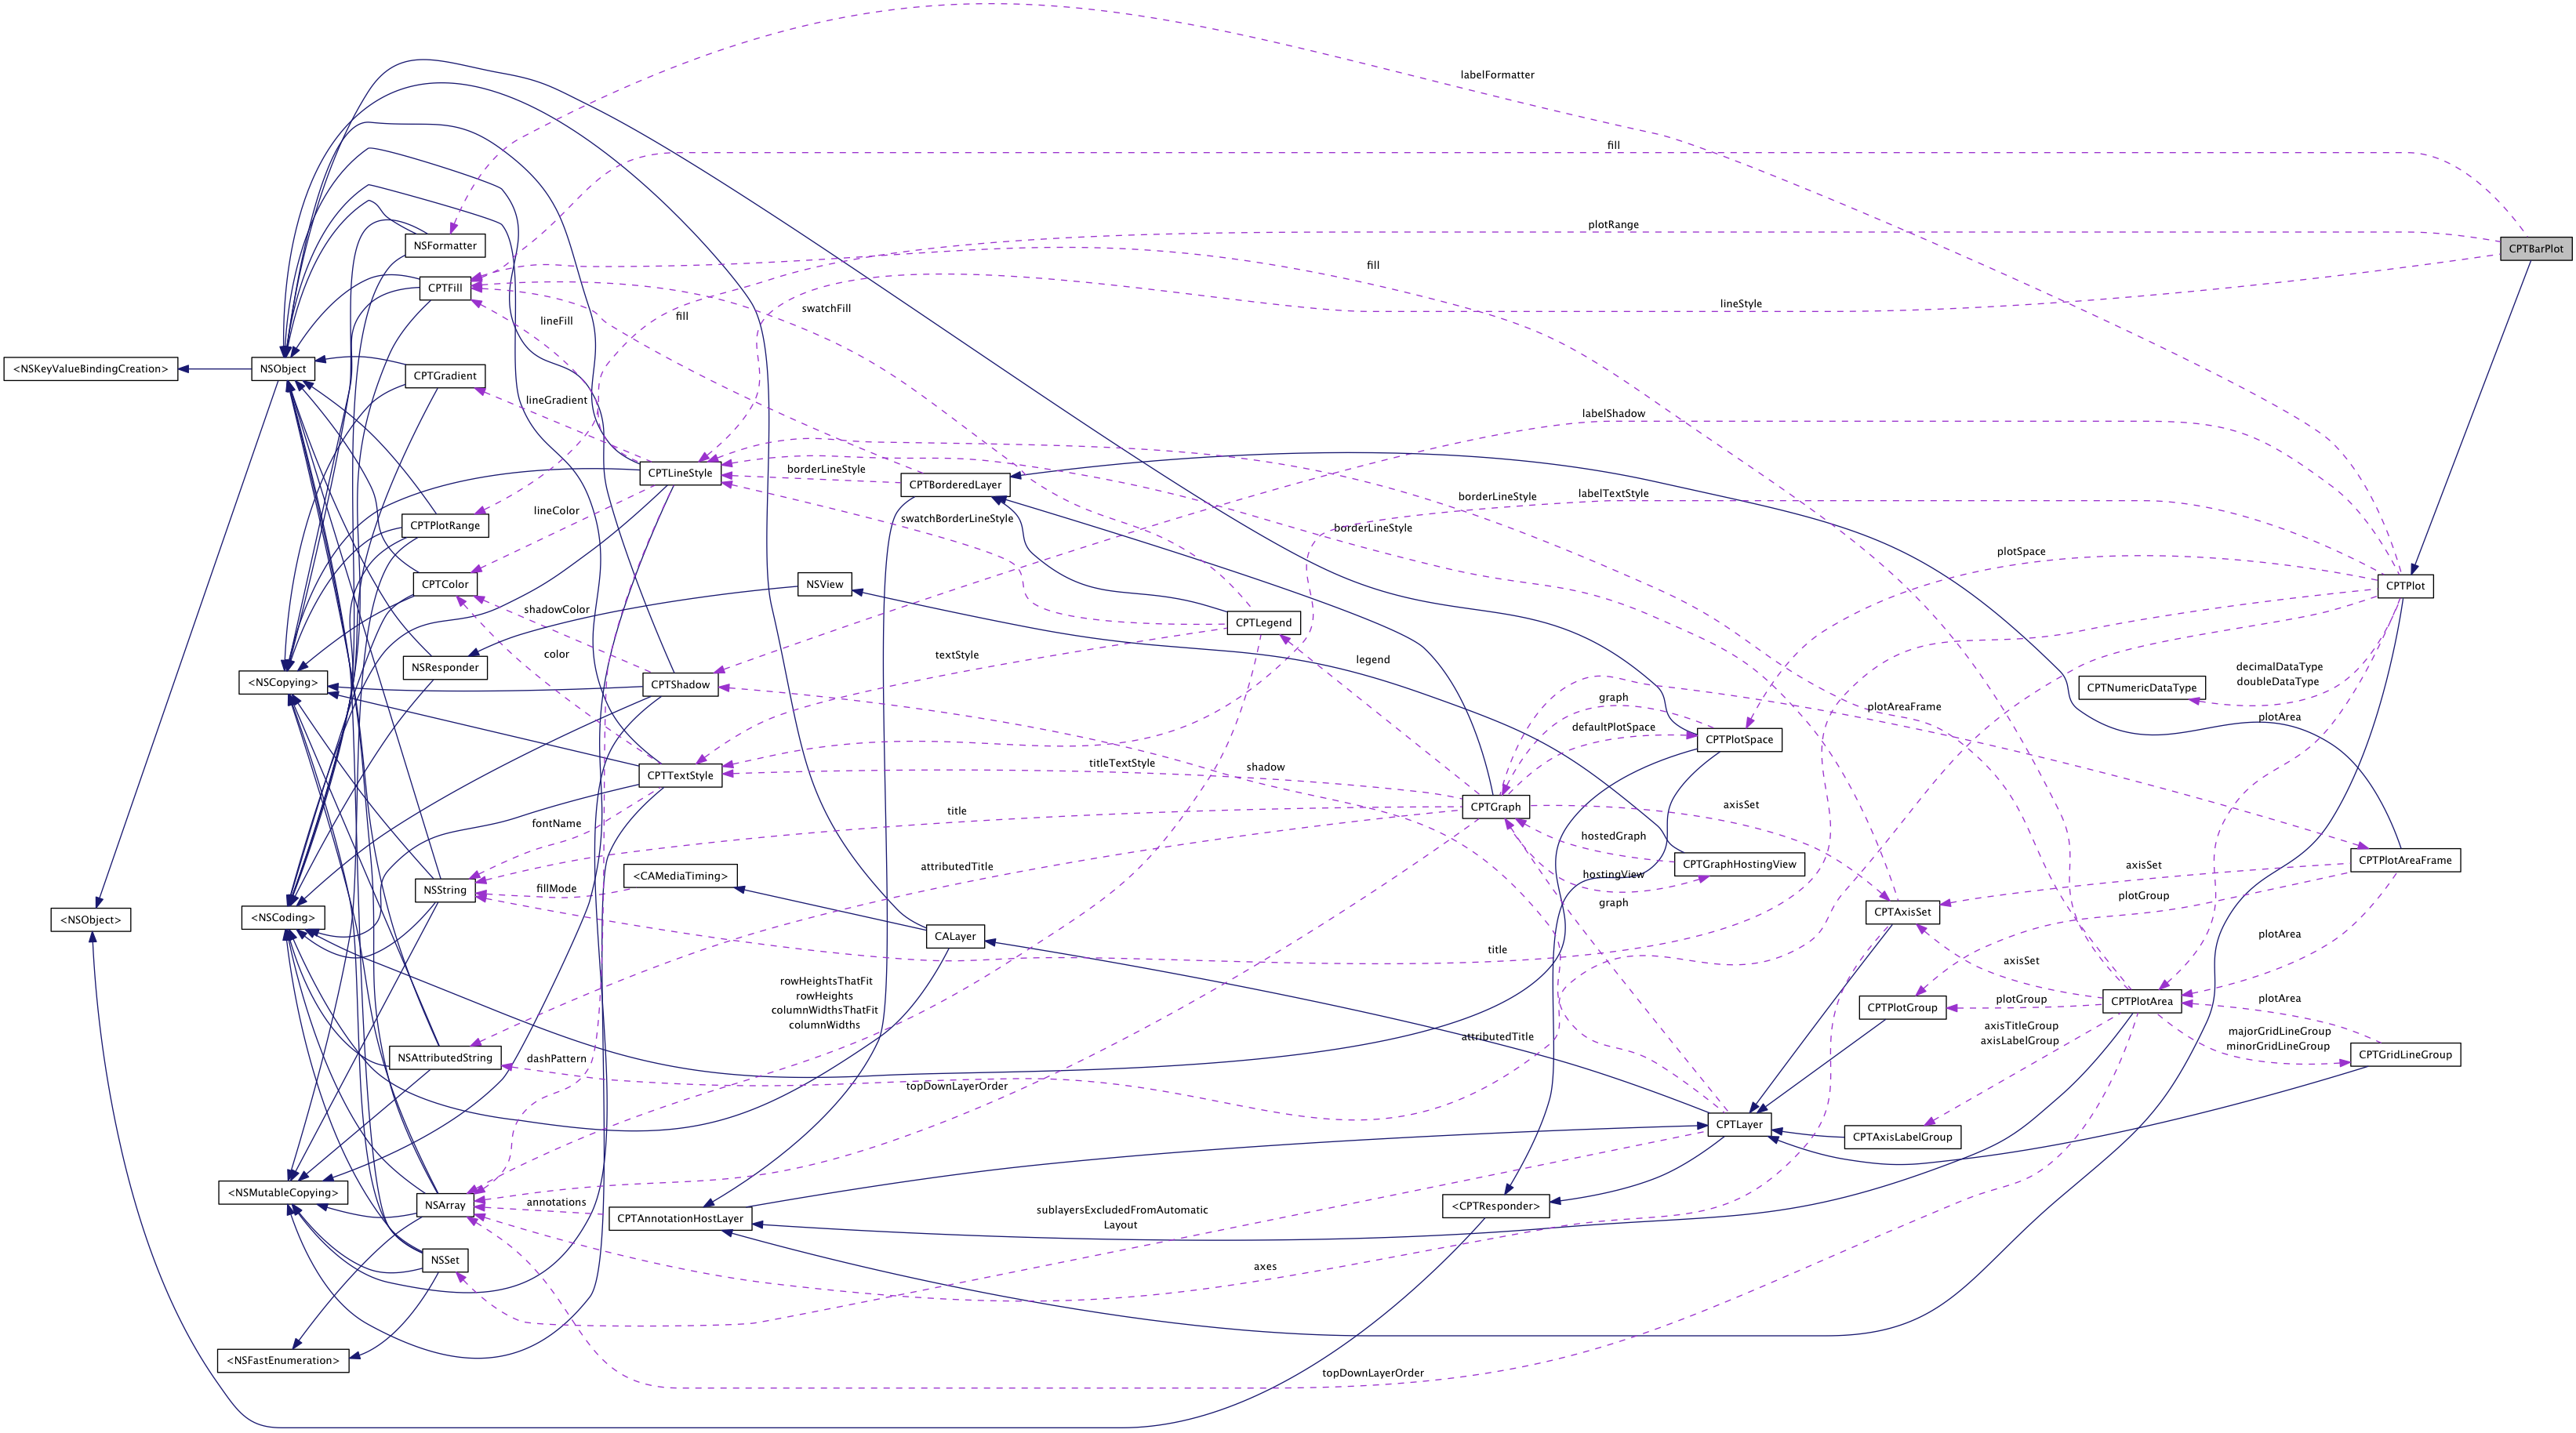 labelFormatter
fill
plotRange
NSFormatter
CPTBarPlot
fill
CPTFill
swatchFill
lineStyle
fill
lineFill
<NSKeyValueBindingCreation>
NSObject
CPTGradient
lineGradient
labelShadow
CPTLineStyle
borderLineStyle
CPTBorderedLayer
borderLineStyle
labelTextStyle
lineColor
swatchBorderLineStyle
CPTPlotRange
borderLineStyle
plotSpace
CPTColor
NSView
CPTPlot
shadowColor
CPTLegend
color
textStyle
legend
NSResponder
decimalDataType
doubleDataType
<NSCopying>
CPTShadow
CPTNumericDataType
graph
plotAreaFrame
defaultPlotSpace
plotArea
CPTPlotSpace
titleTextStyle
shadow
CPTTextStyle
CPTGraph
axisSet
title
fontName
hostedGraph
CPTGraphHostingView
CPTPlotAreaFrame
attributedTitle
axisSet
<CAMediaTiming>
hostingView
NSString
fillMode
plotGroup
graph
CPTAxisSet
<NSObject>
<NSCoding>
CALayer
plotArea
title
axisSet
rowHeightsThatFit
rowHeights
columnWidthsThatFit
columnWidths
CPTPlotGroup
plotGroup
CPTPlotArea
plotArea
axisTitleGroup
axisLabelGroup
majorGridLineGroup
minorGridLineGroup
attributedTitle
NSAttributedString
dashPattern
CPTGridLineGroup
topDownLayerOrder
CPTLayer
CPTAxisLabelGroup
<NSMutableCopying>
NSArray
annotations
CPTAnnotationHostLayer
sublayersExcludedFromAutomatic
Layout
<CPTResponder>
NSSet
axes
<NSFastEnumeration>
topDownLayerOrder